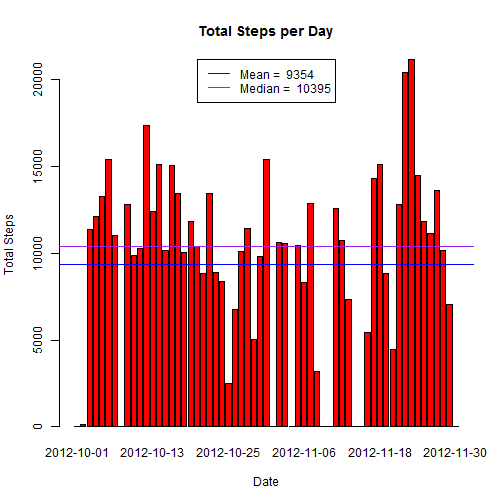 Total Steps per Day
Mean = 9354
Median = 10395
Total Steps
20000
15000
10000
5000
0
2012-10-01 2012-10-13 2012-10-25 2012-11-06 2012-11-18 2012-11-30
Date